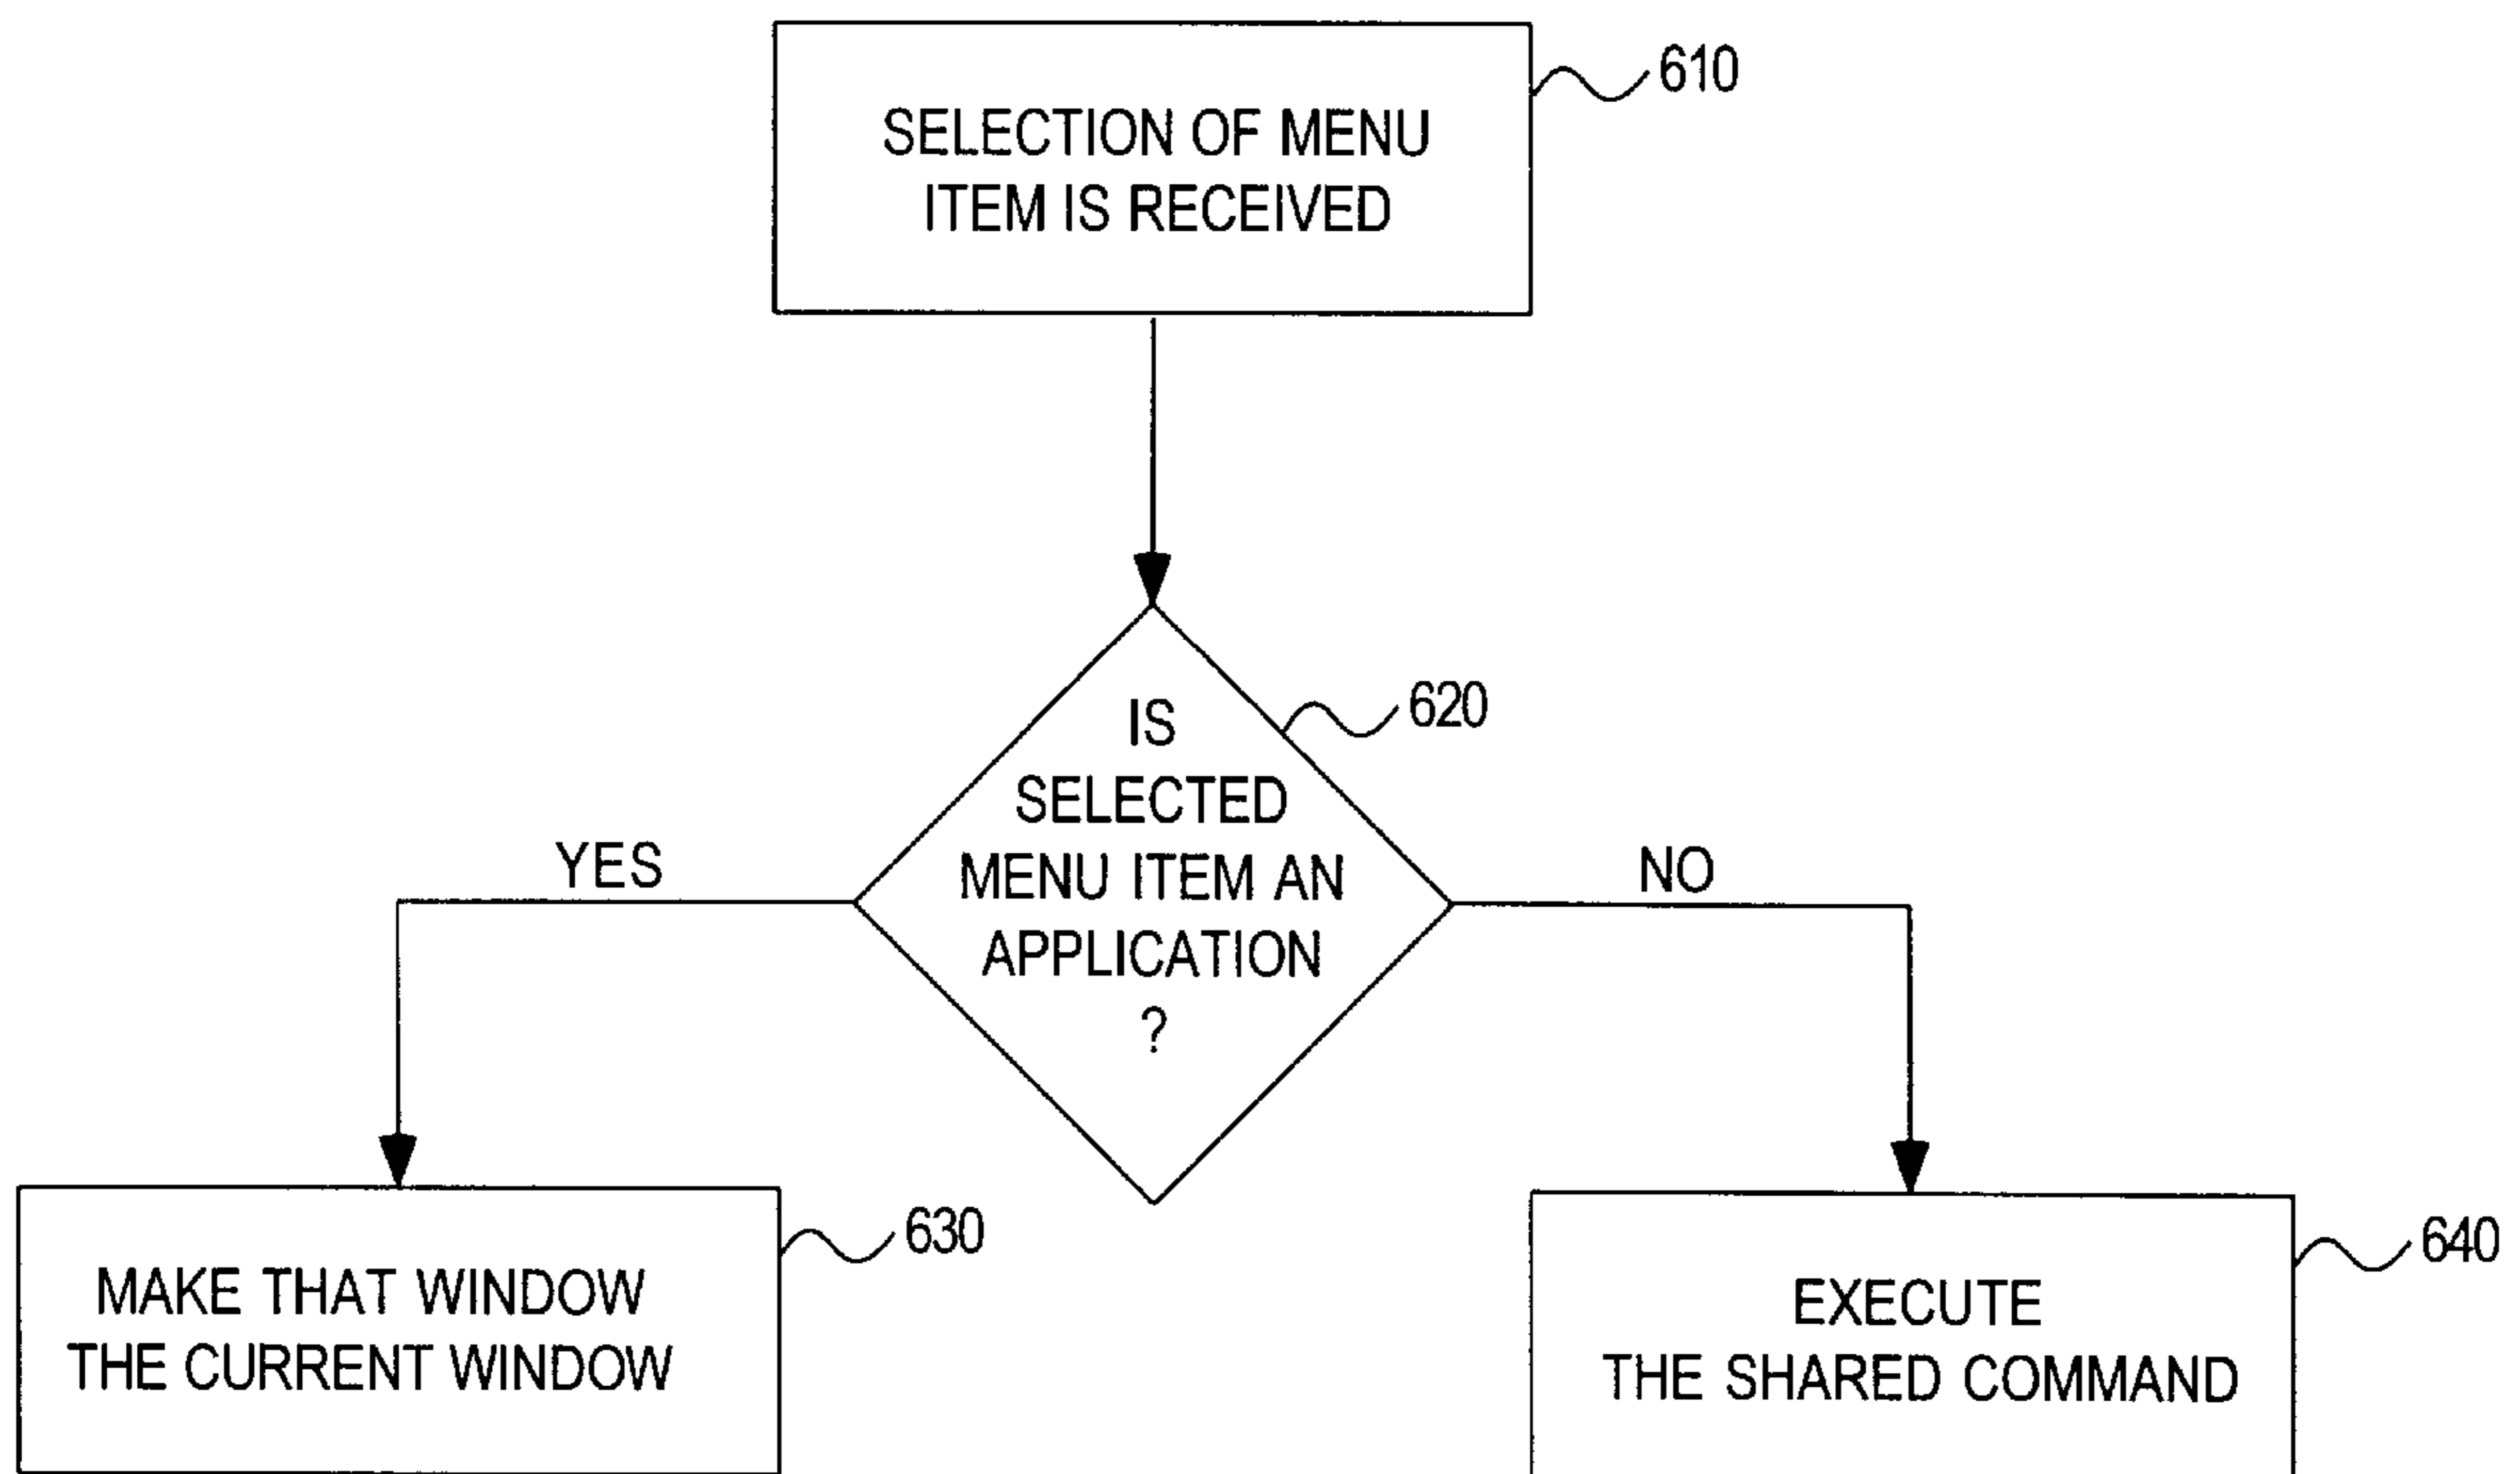 610
SELECTION OF MENU
ITEM IS RECEIVED
620
IS
SELECTED
MENU ITEM AN
APPLICATION
?
YES
NO
630
MAKE THAT WINDOW
THE CURRENT WINDOW
640
EXECUTE
THE SHARED COMMAND